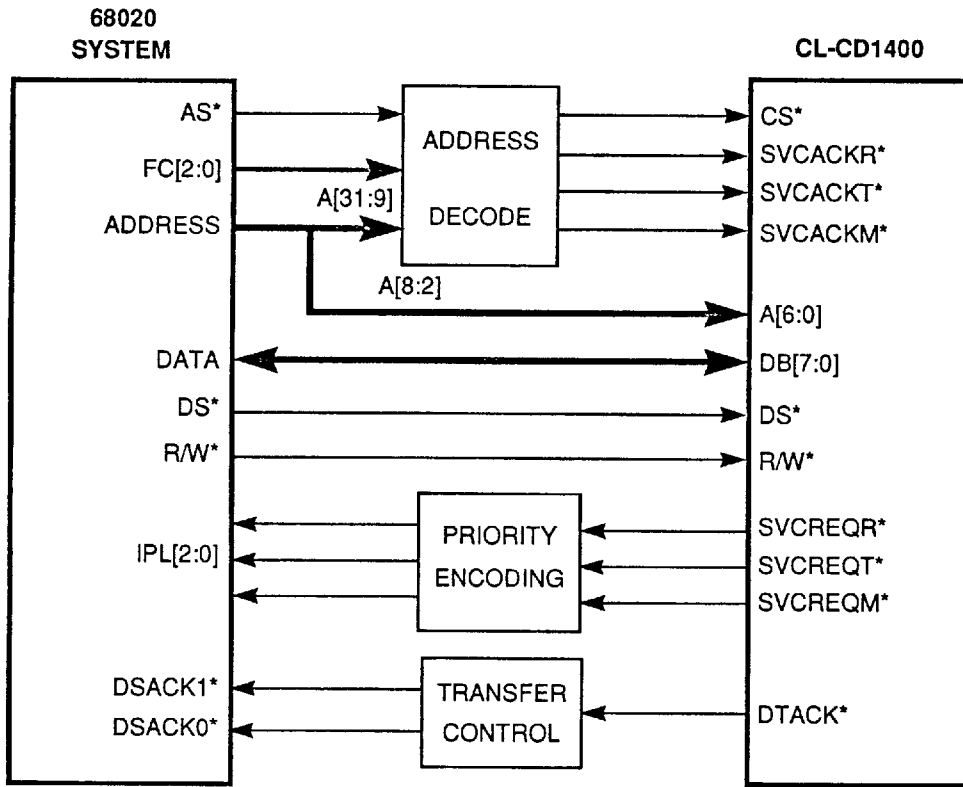 68020
SYSTEM
CL-CD1400
AS*
FC[2:0]
ADDRESS
A[31:9]
A[8:2]
ADDRESS
DECODE
CS*
SVCACKR*
SVCACKT*
SVCACKM*
A[6:0]
DATA
DB[7:0]
DS*
DS*
R/W*
R/W*
IPL[2:0]
PRIORITY
ENCODING
SVCREQR*
SVCREQT*
SVCREQM*
DSACK1*
DSACK0*
TRANSFER
CONTROL
DTACK*